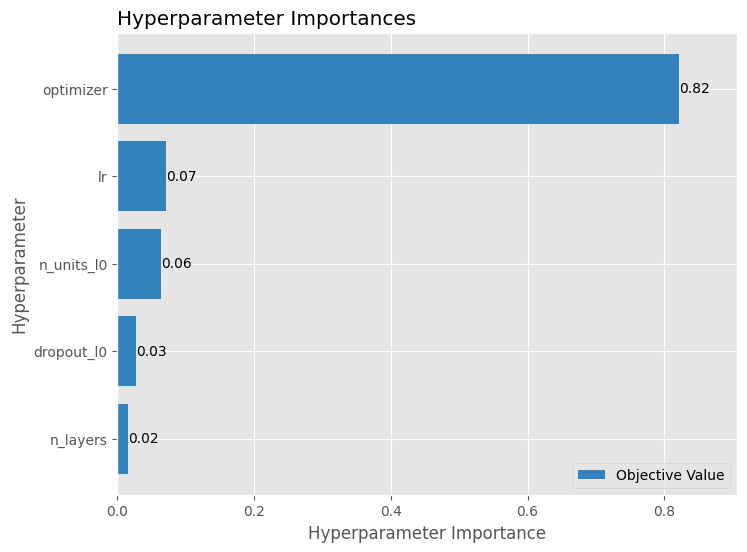 Hyperparameter Importances
optimizer
0.82
lr
0.07
n_units_l0
0.06
dropout_l0
0.03
n_layers
0.02
Hyperparameter
Objective Value
0.0
0.2
0.4
0.6
0.8
Hyperparameter Importance